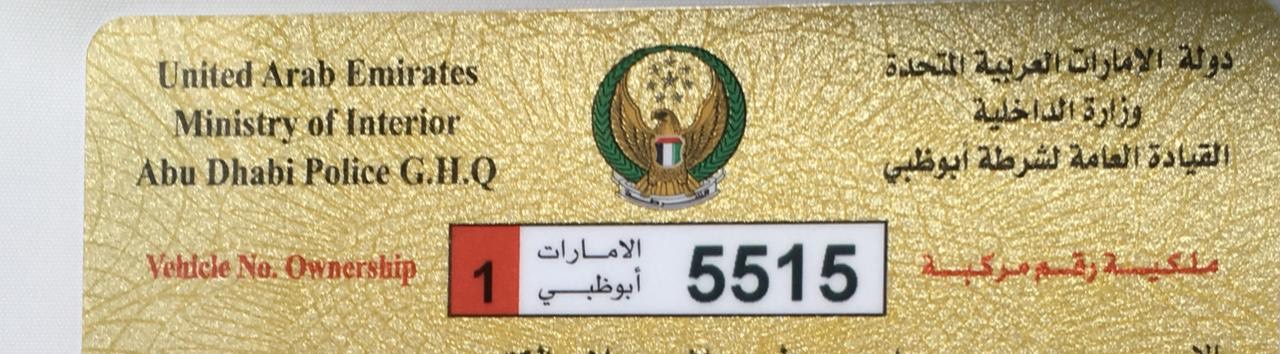 United Arab Emirates
Ministry of Interior
Abu Dhabi Police G.H.Q
دولة الامارات العربية المتحدة
وزارة الداخلية
القيادة العامة لشرطة أبوظبي
Vehicle No. Ownership
1
الامارات
أبوظبي
5515
ملكية رقم مركبة